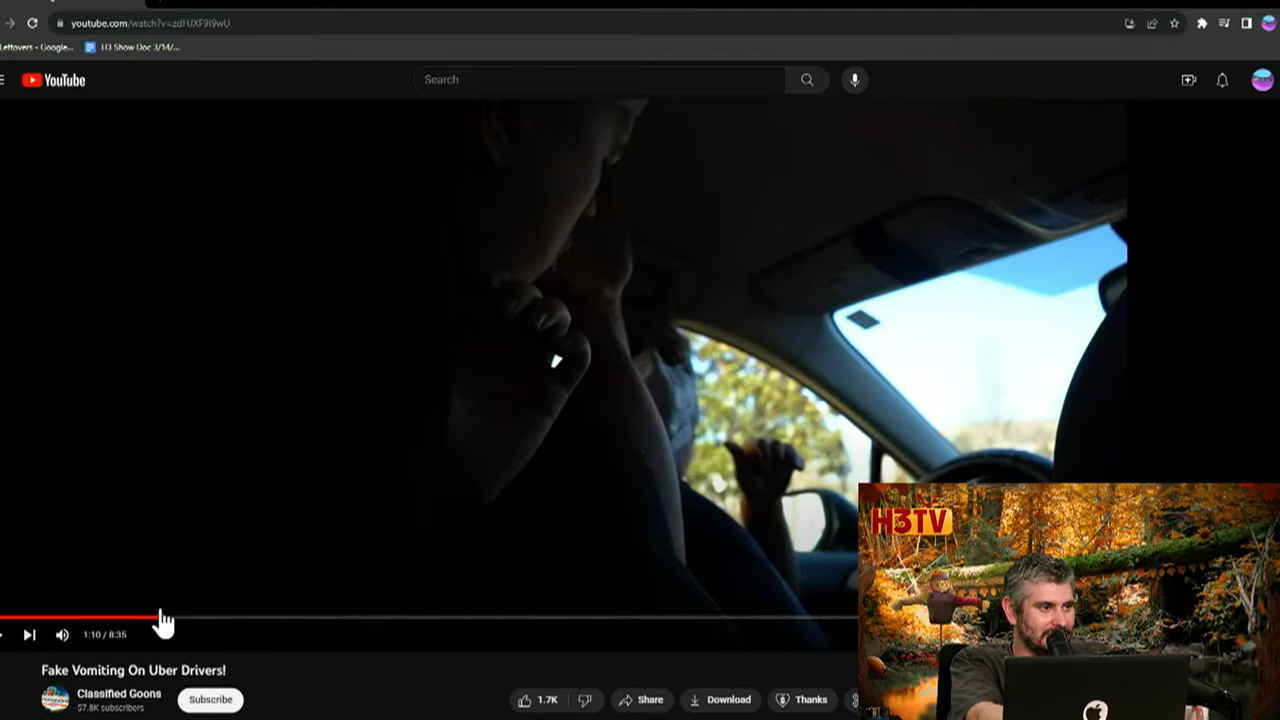 youtube.com/watch?v=zdHJXF9I9wU
Leftovers - Google...
H3 Show Doc 3/14/...
YouTube
Search
H3TV
1:10 / 8:35
Fake Vomiting On Uber Drivers!
Classified Goons
57.8K subscribers
Subscribe
1.7K
Share
Download
Thanks